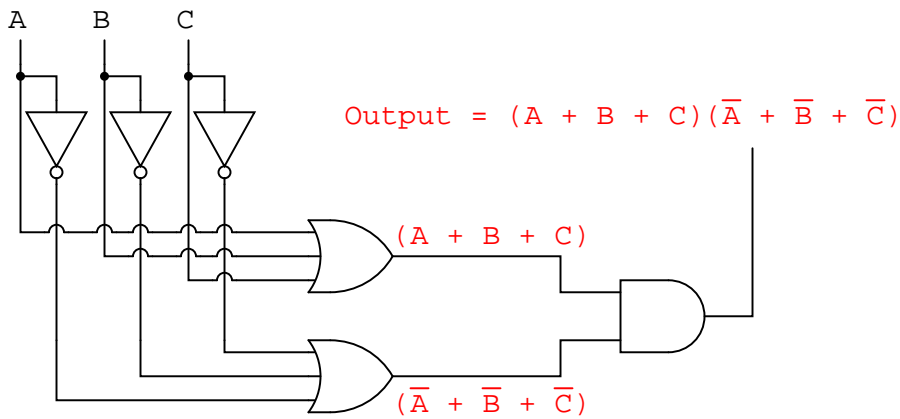 A B C
Output = (A + B + C)(A̅ + B̅ + C̅)
(A + B + C)
(A̅ + B̅ + C̅)